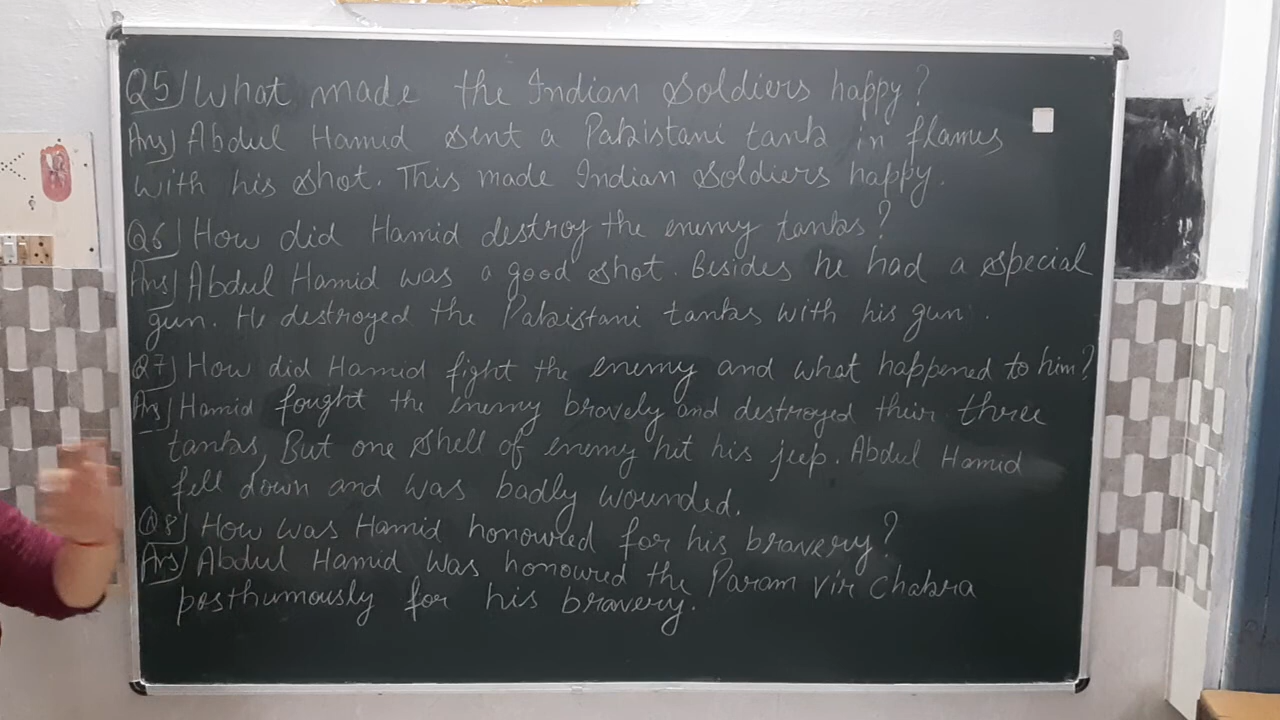 Q5) What made the Indian Soldiers happy?
Ans) Abdul Hamid sent a Pakistani tank in flames
with his shot. This made Indian Soldiers happy.
Q6) How did Hamid destroy the enemy tanks?
Ans) Abdul Hamid was a good shot. Besides he had a special
gun. He destroyed the Pakistani tanks with his gun.
Q7) How did Hamid fight the enemy and what happened to him?
Ans) Hamid fought the enemy bravely and destroyed their three
tanks, But one shell of enemy hit his jeep. Abdul Hamid
fell down and was badly wounded.
Q8) How was Hamid honoured for his bravery?
Ans) Abdul Hamid was honoured the Param Vir Chakra
posthumously for his bravery.